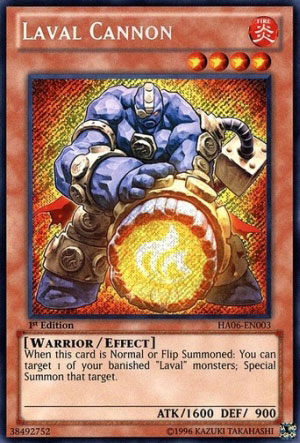 LAVAL CANNON
FIRE
炎
1st Edition
HA06-EN003
[WARRIOR/EFFECT]
When this card is Normal or Flip Summoned: You can
target 1 of your banished "Laval" monsters; Special
Summon that target.
ATK/1600 DEF/ 900
38492752
©1996 KAZUKI TAKAHASHI